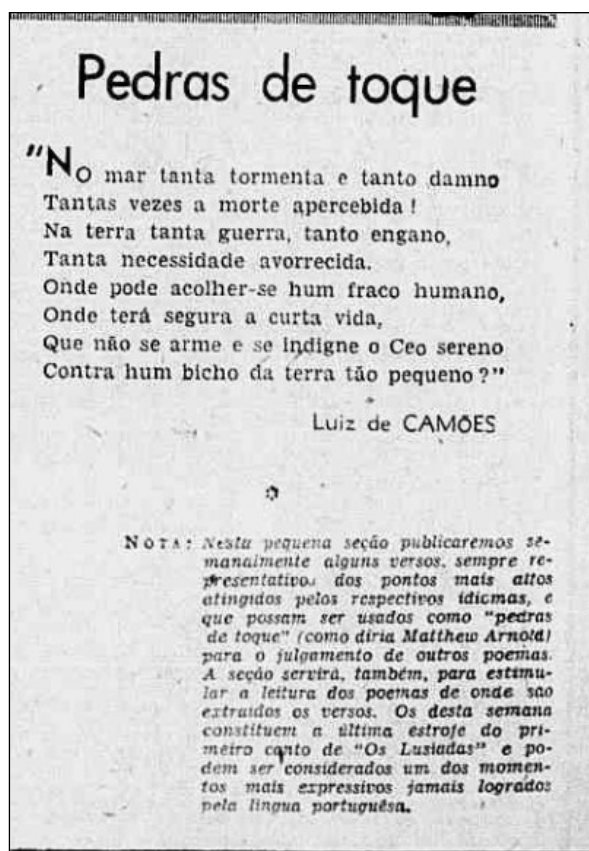 Pedras de toque
"No mar tanta tormenta e tanto damno
Tantas vezes a morte apercebida!
Na terra tanta guerra, tanto engano,
Tanta necessidade avorrecida.
Onde pode acolher-se hum fraco humano,
Onde terá segura a curta vida,
Que não se arme e se indigne o Ceo sereno
Contra hum bicho da terra tão pequeno?"
Luiz de CAMÕES
NOTA: Nesta pequena seção publicaremos se-
manalmente alguns versos, sempre re-
presentativos dos pontos mais altos
atingidos pelos respectivos idiomas, e
que possam ser usados como "pedras
de toque" (como diria Matthew Arnold)
para o julgamento de outros poemas.
A seção servirá, também, para estimu-
lar a leitura dos poemas de onde são
extraídos os versos. Os desta semana
constituem a última estrofe do pri-
meiro canto de "Os Lusiadas" e po-
dem ser considerados um dos momen-
tos mais expressivos jamais logrados
pela língua portuguêsa.